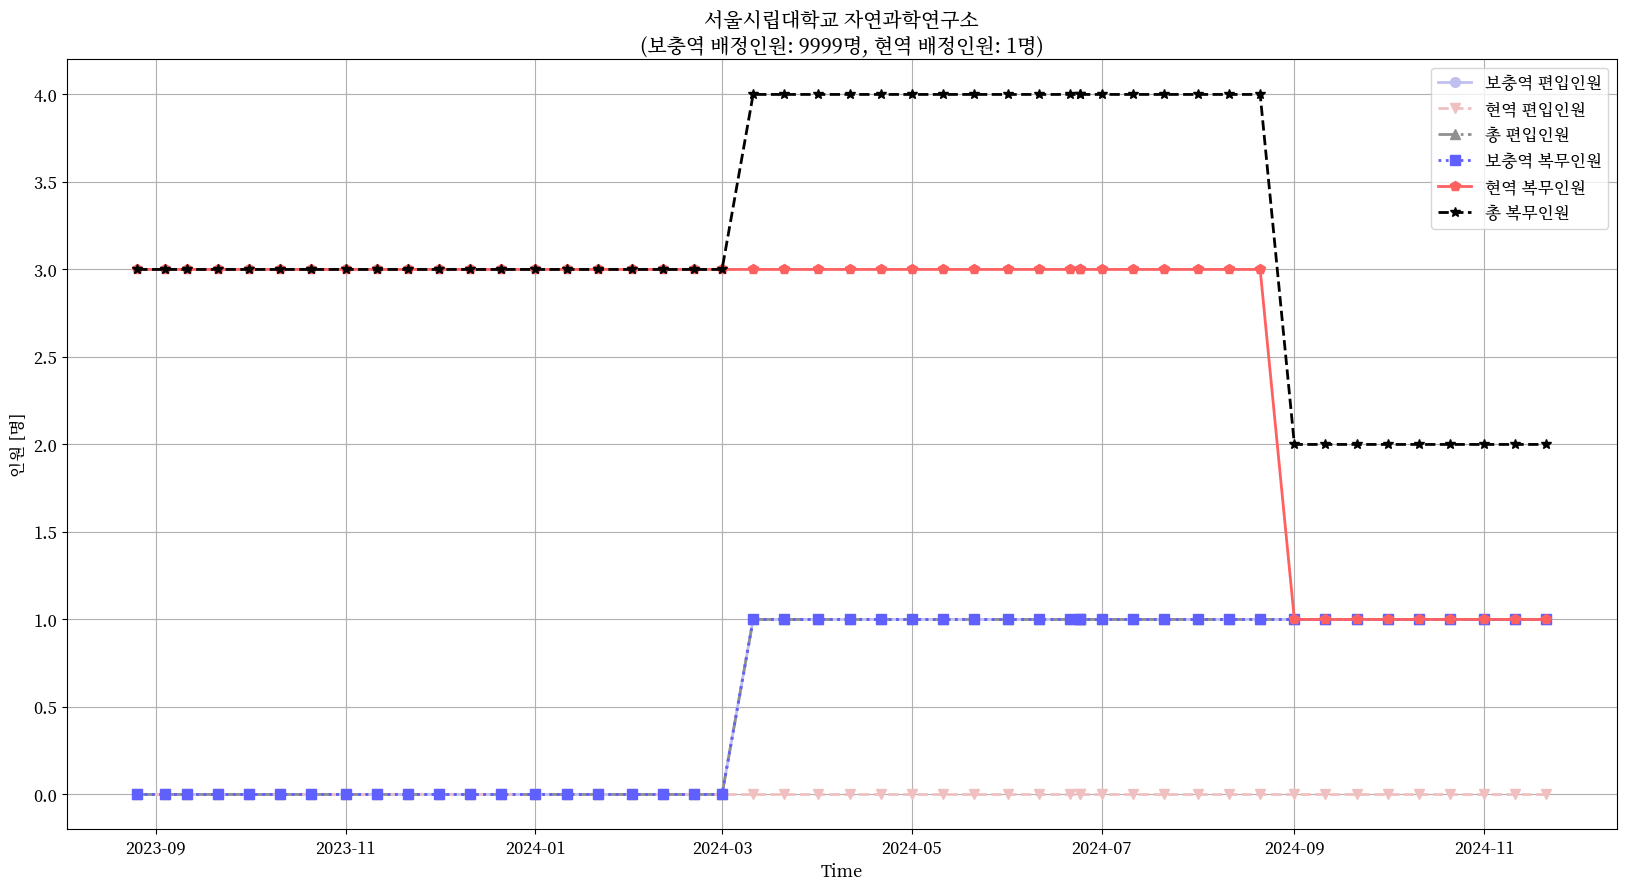 서울시립대학교 자연과학연구소
(보충역 배정인원: 9999명, 현역 배정인원: 1명)
보충역 편입인원
현역 편입인원
총 편입인원
보충역 복무인원
현역 복무인원
총 복무인원
인원 [명]
4.0
3.5
3.0
2.5
2.0
1.5
1.0
0.5
0.0
2023-09
2023-11
2024-01
2024-03
2024-05
2024-07
2024-09
2024-11
Time